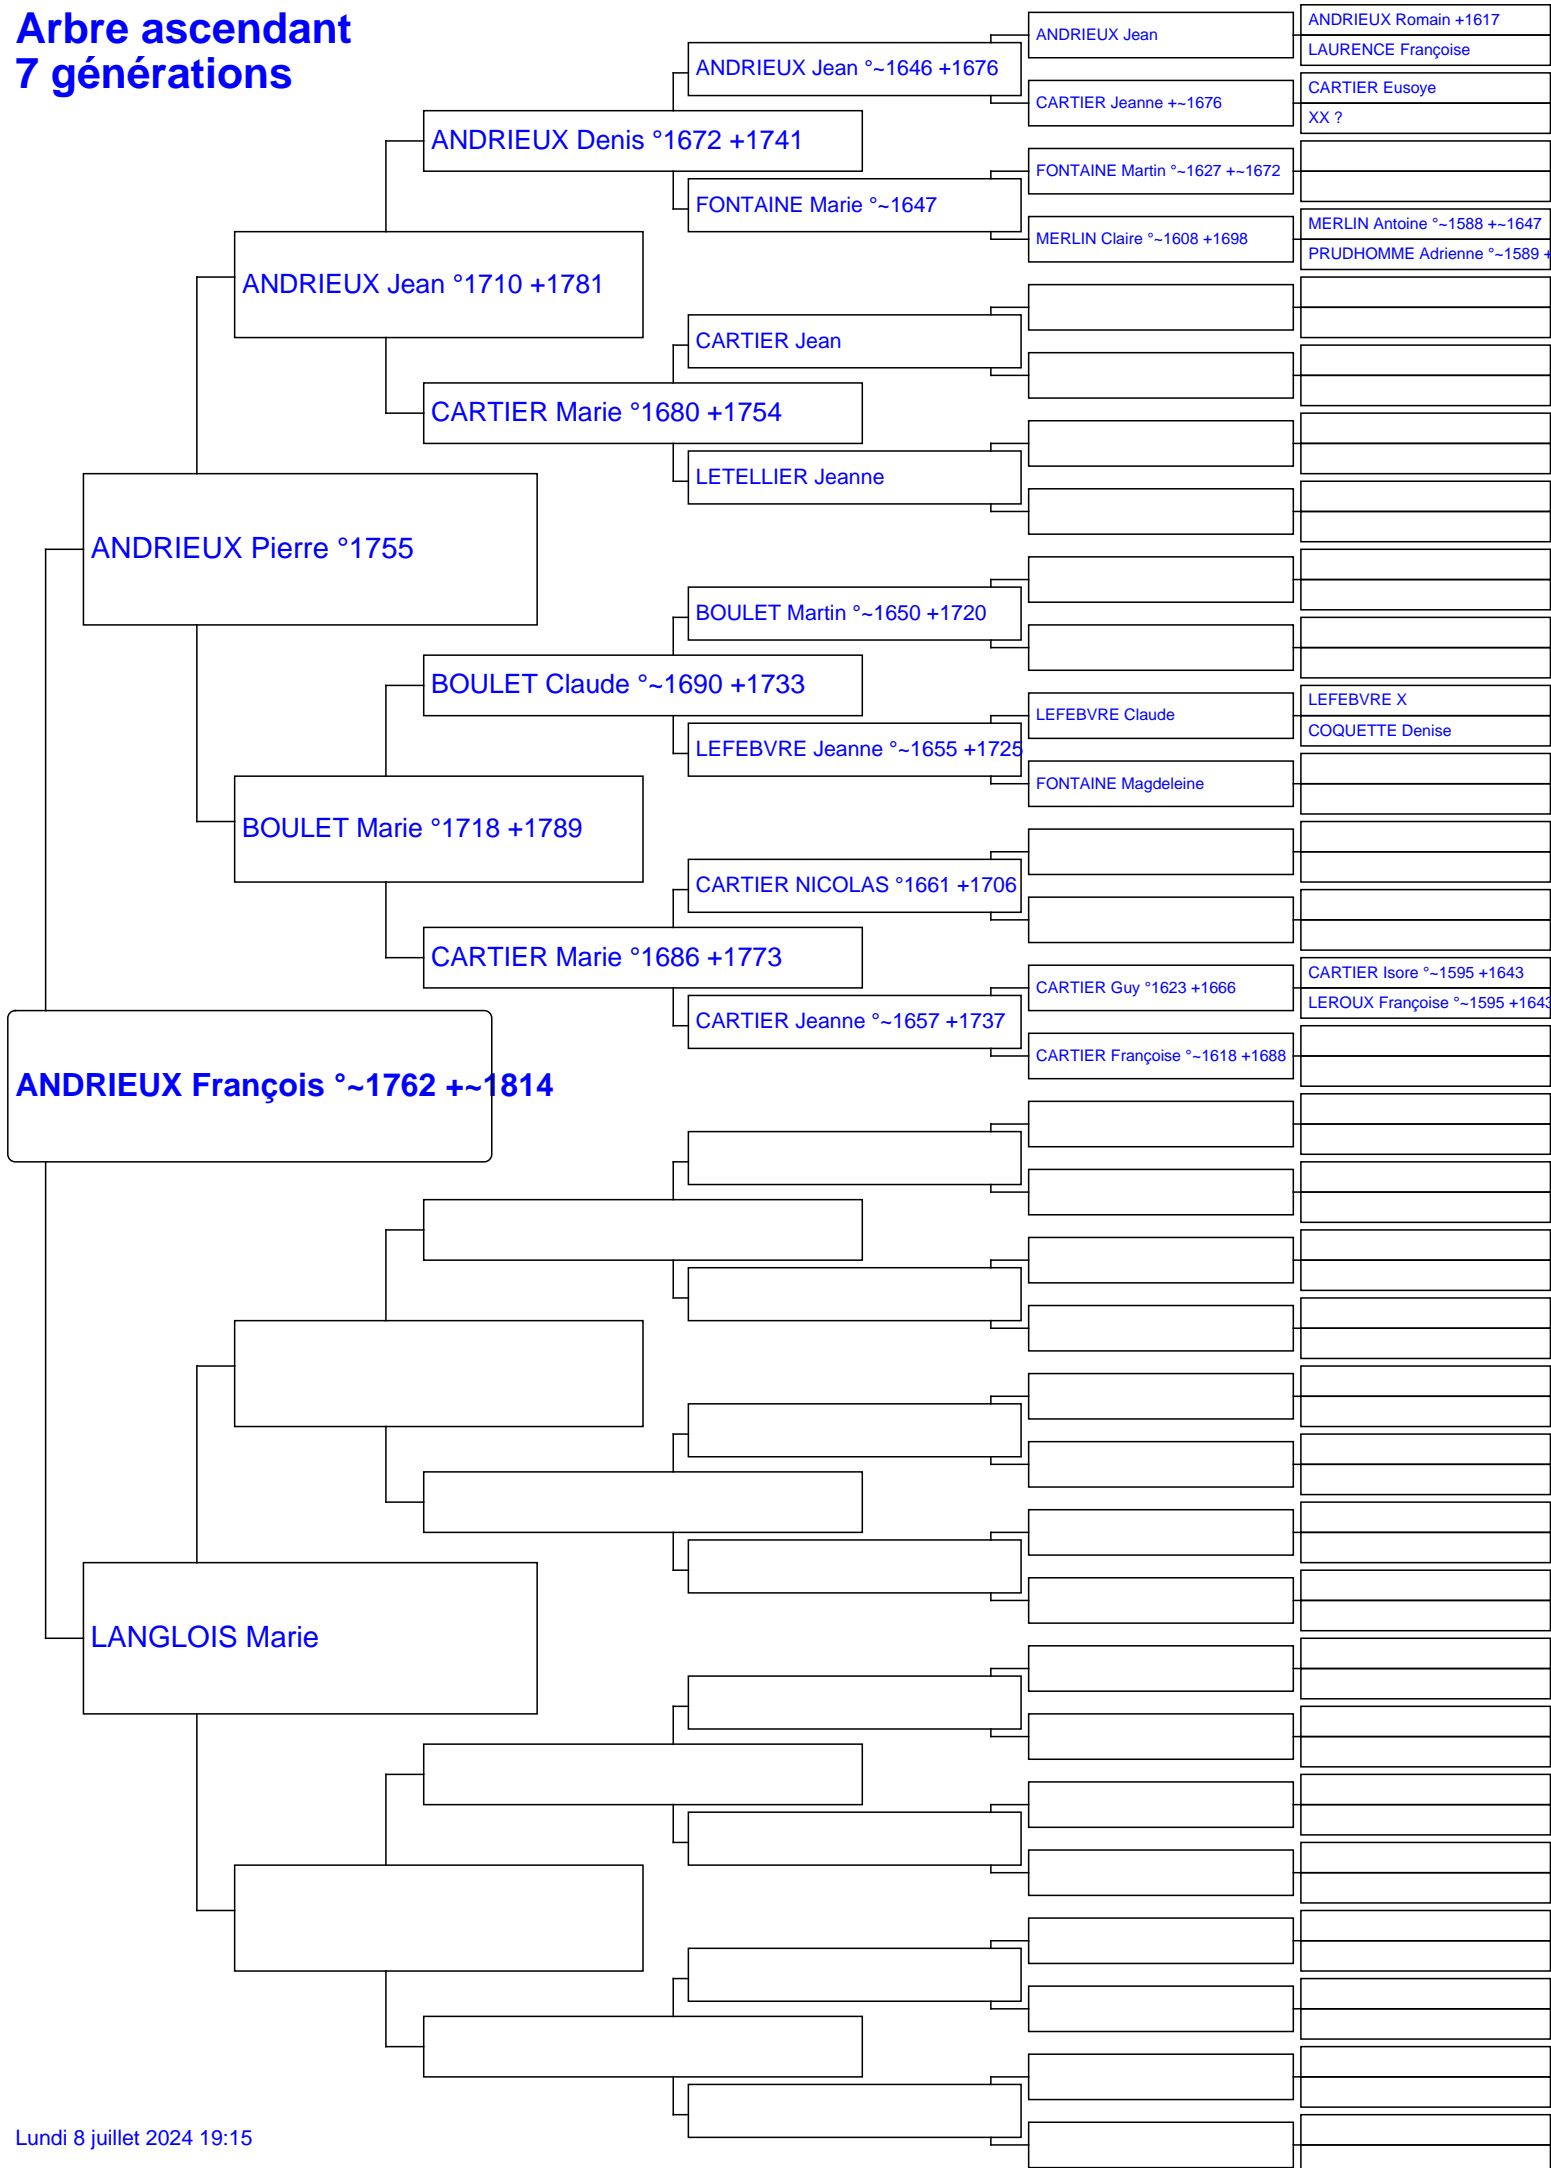 Arbre ascendant
7 générations
ANDRIEUX François °~1762 +~1814
ANDRIEUX Pierre °1755
LANGLOIS Marie
ANDRIEUX Jean °1710 +1781
BOULET Marie °1718 +1789
ANDRIEUX Denis °1672 +1741
CARTIER Marie °1680 +1754
BOULET Claude °~1690 +1733
CARTIER Marie °1686 +1773
ANDRIEUX Jean °~1646 +1676
FONTAINE Marie °~1647
CARTIER Jean
LETELLIER Jeanne
BOULET Martin °~1650 +1720
LEFEBVRE Jeanne °~1655 +1725
CARTIER NICOLAS °1661 +1706
CARTIER Jeanne °~1657 +1737
ANDRIEUX Jean
CARTIER Jeanne +~1676
FONTAINE Martin °~1627 +~1672
MERLIN Claire °~1608 +1698
LEFEBVRE Claude
FONTAINE Magdeleine
CARTIER Guy °1623 +1666
CARTIER Françoise °~1618 +1688
ANDRIEUX Romain +1617
LAURENCE Françoise
CARTIER Eusoye
XX ?
MERLIN Antoine °~1588 +~1647
PRUDHOMME Adrienne °~1589 +
LEFEBVRE X
COQUETTE Denise
CARTIER Isore °~1595 +1643
LEROUX Françoise °~1595 +1643
Lundi 8 juillet 2024 19:15